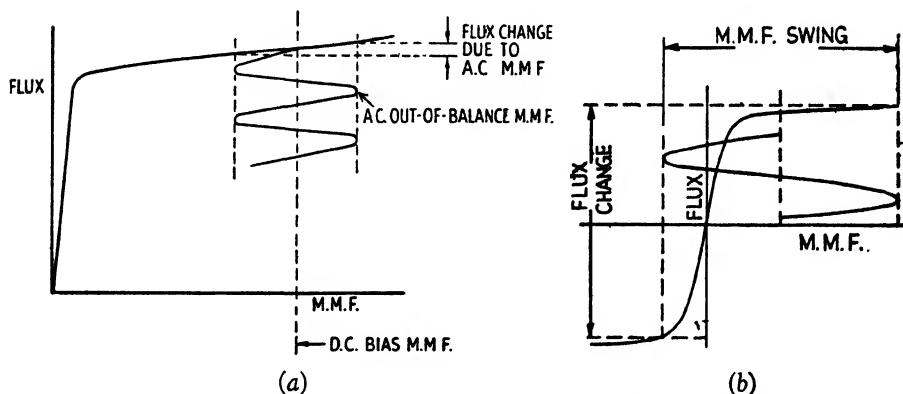 FLUX CHANGE
DUE TO
A.C M.M F
FLUX
A.C. OUT-OF-BALANCE M.M.F.
M.M.F.
D.C. BIAS M.M F.
(a)
M.M.F. SWING
FLUX
CHANGE
FLUX
M.M.F..
(b)